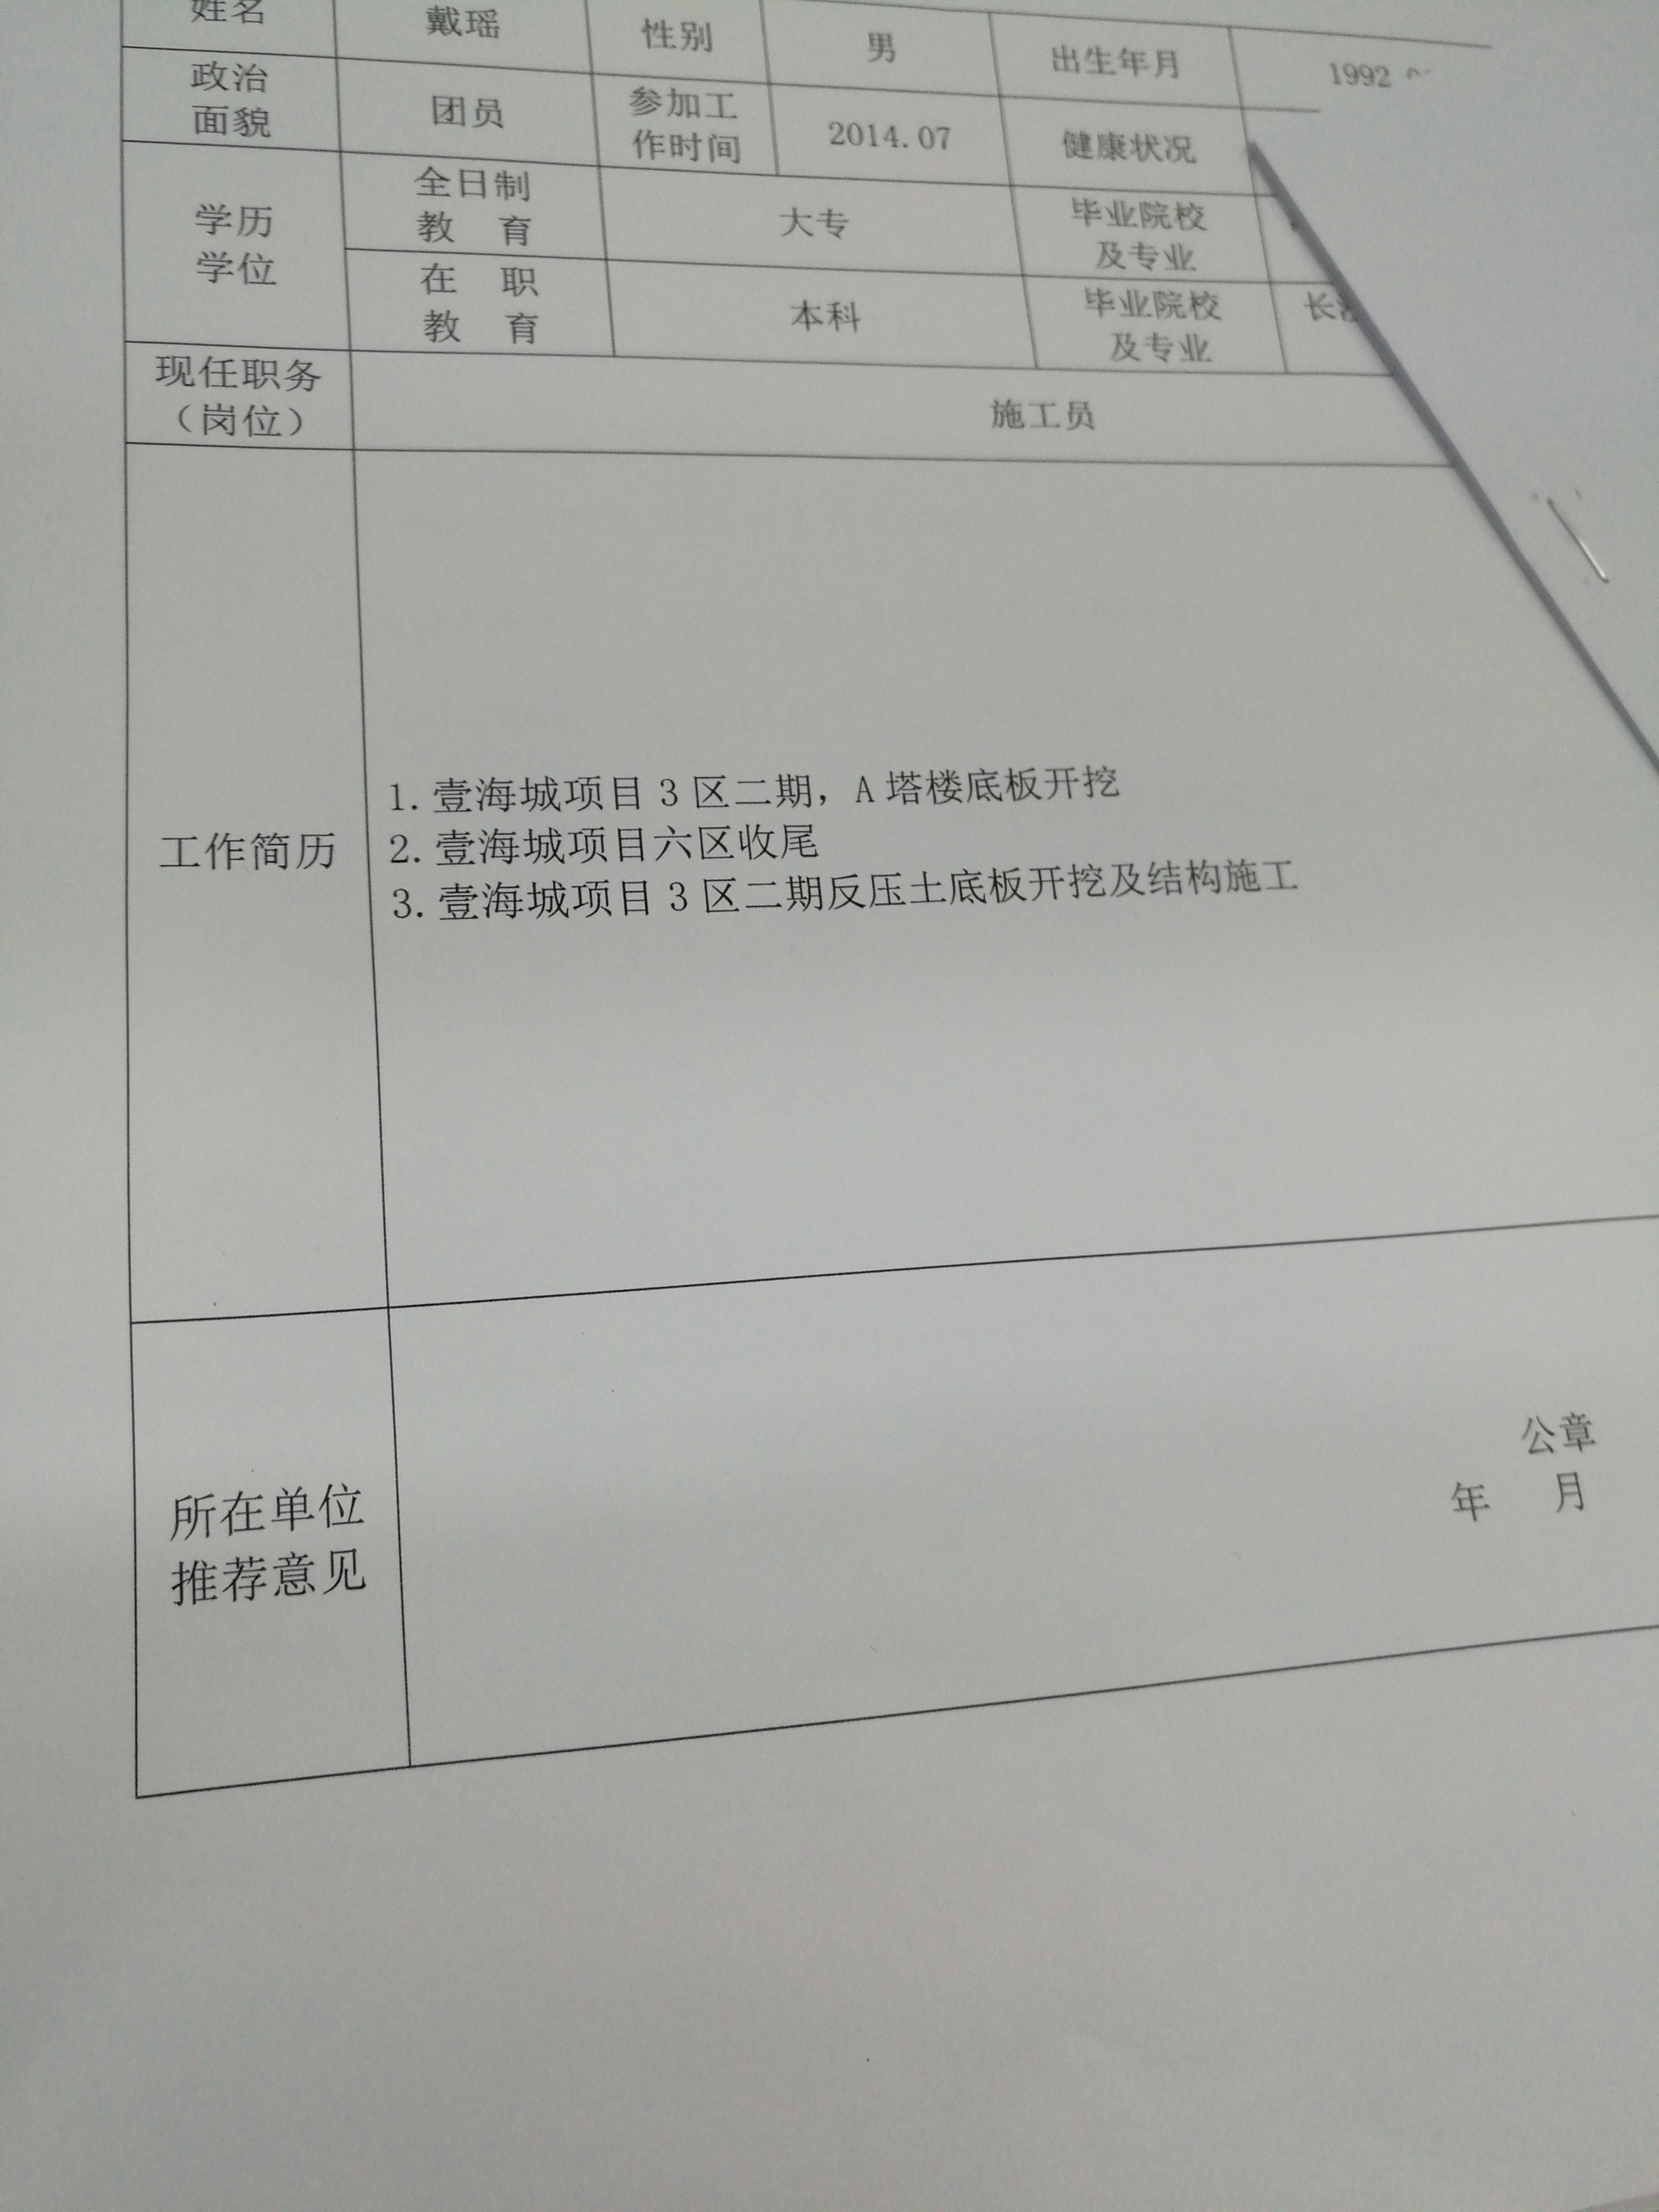 姓名 戴瑶 性别 男 出生年月 1992
政治 面貌 团员 参加工 作时间 2014.07 健康状况
学历 学位
全日制 教 育 大专 毕业院校 及专业
在 职 教 育 本科 毕业院校 及专业 长
现任职务 (岗位) 施工员
工作简历
1. 壹海城项目 3 区二期，A 塔楼底板开挖
2. 壹海城项目六区收尾
3. 壹海城项目 3 区二期反压土底板开挖及结构施工
所在单位
推荐意见
公章
年 月